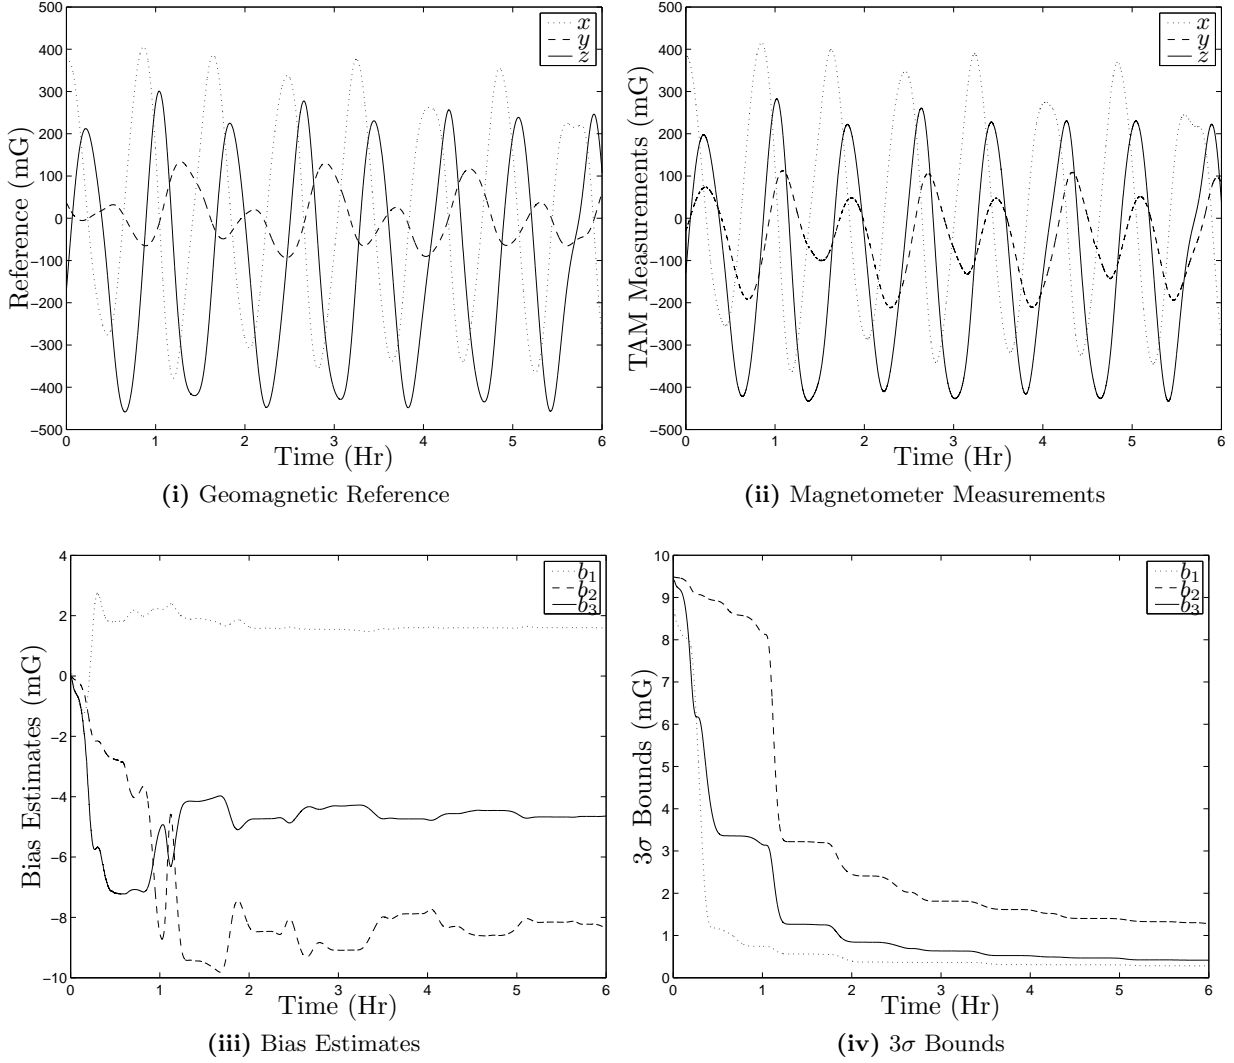 500
400
300
200
100
0
−100
−200
−300
−400
−500
0 1 2 3 4 5 6
Reference (mG)
Time (Hr)
x
y
z
(i) Geomagnetic Reference
500
400
300
200
100
0
−100
−200
−300
−400
−500
0 1 2 3 4 5 6
TAM Measurements (mG)
Time (Hr)
x
y
z
(ii) Magnetometer Measurements
4
2
0
−2
−4
−6
−8
−10
0 1 2 3 4 5 6
Bias Estimates (mG)
Time (Hr)
b1
b2
b3
(iii) Bias Estimates
10
9
8
7
6
5
4
3
2
1
0
0 1 2 3 4 5 6
3σ Bounds (mG)
Time (Hr)
b1
b2
b3
(iv) 3σ Bounds